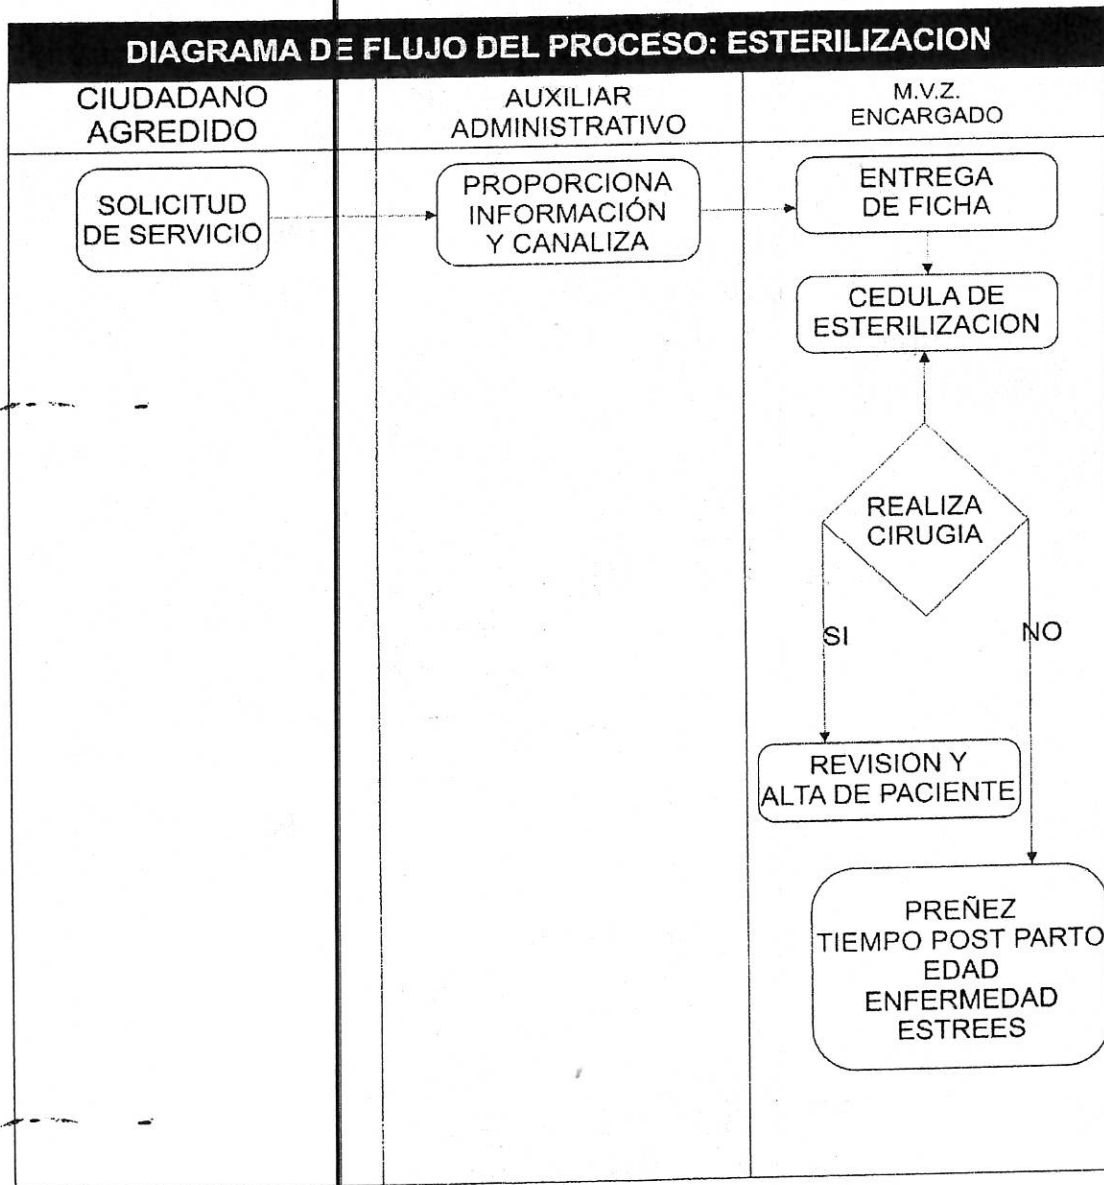 DIAGRAMA DE FLUJO DEL PROCESO: ESTERILIZACION
CIUDADANO
AGREDIDO
AUXILIAR
ADMINISTRATIVO
M.V.Z.
ENCARGADO
SOLICITUD
DE SERVICIO
PROPORCIONA
INFORMACIÓN
Y CANALIZA
ENTREGA
DE FICHA
CEDULA DE
ESTERILIZACION
REALIZA
CIRUGIA
SI
NO
REVISION Y
ALTA DE PACIENTE
PREÑEZ
TIEMPO POST PARTO
EDAD
ENFERMEDAD
ESTREES